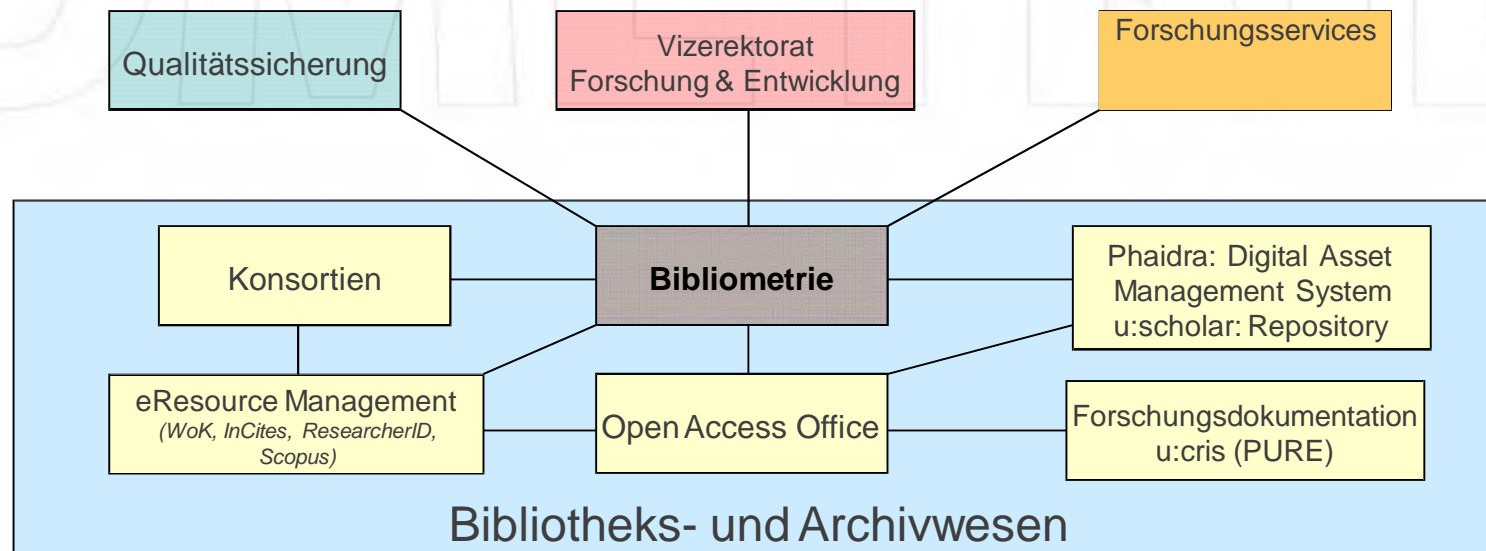 Qualitätssicherung
Vizerektorat
Forschung & Entwicklung
Forschungsservices
Konsortien
Bibliometrie
Phaidra: Digital Asset
Management System
u:scholar: Repository
eResource Management
(WoK, InCites, ResearcherID,
Scopus)
Open Access Office
Forschungsdokumentation
u:cris (PURE)
Bibliotheks- und Archivwesen